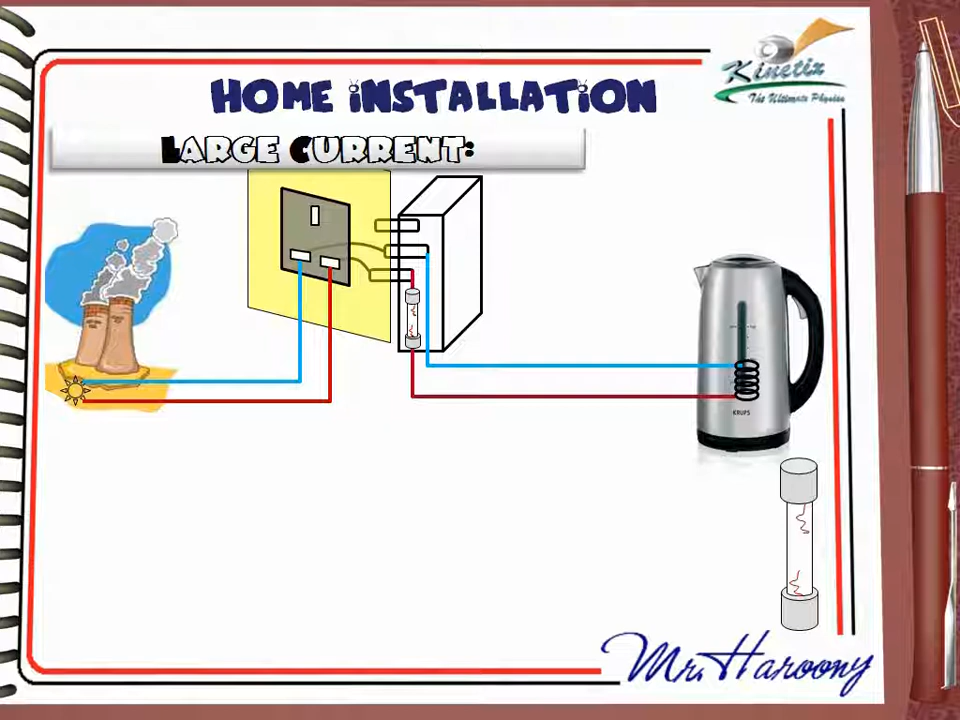 Kinetix
The Ultimate Physics
HOME INSTALLATION
LARGE CURRENT:
KRUPS
Mr. Haroony